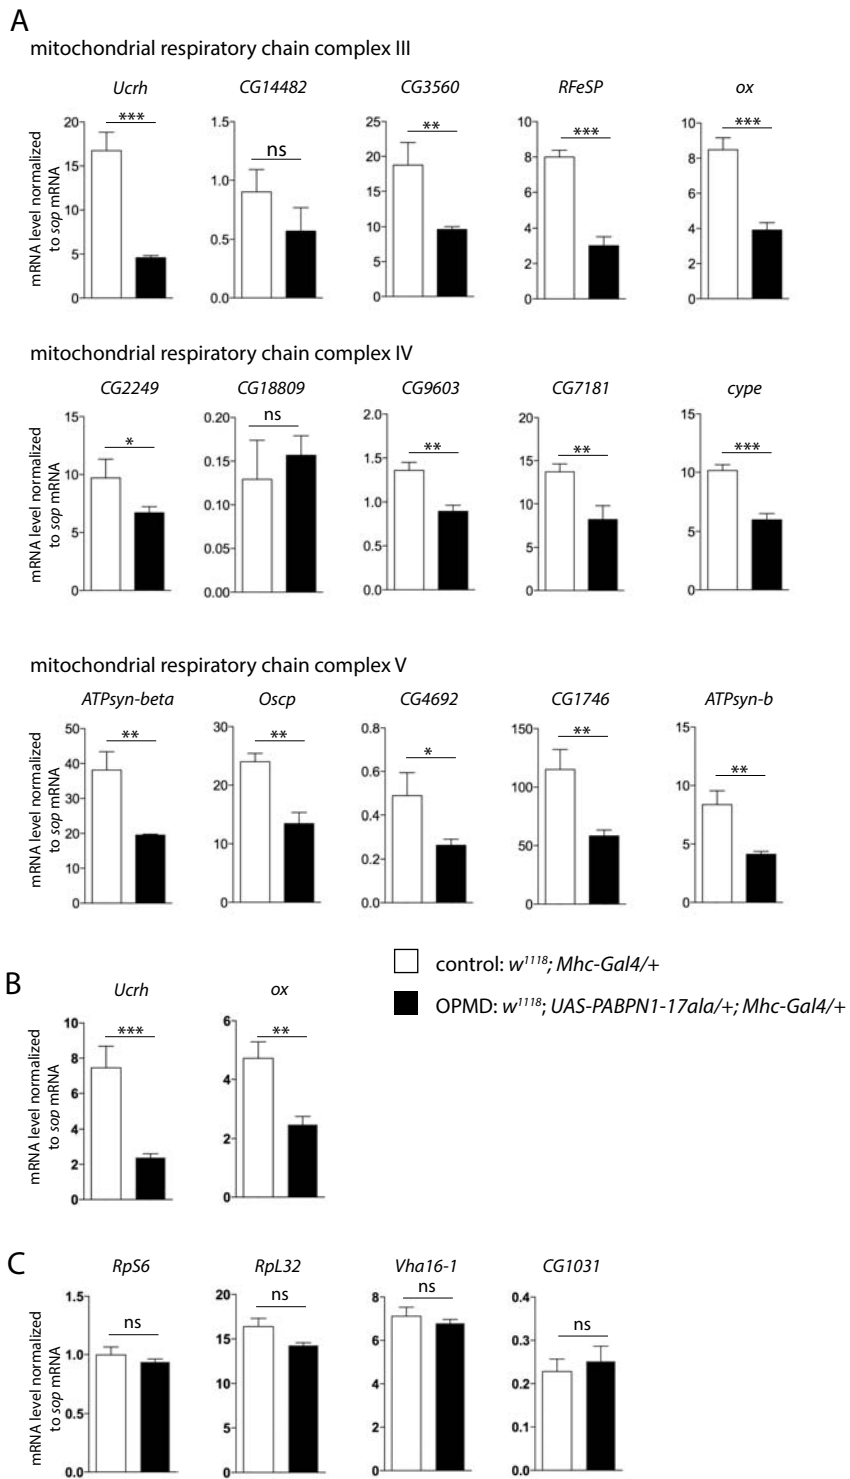 A
mitochondrial respiratory chain complex III
Ucrh CG14482 CG3560 RFeSP ox
mRNA level normalized
to sop mRNA
20 15 10 5 0 ***
1.5 1.0 0.5 0.0 ns
25 20 15 10 5 0 **
10 8 6 4 2 0 ***
10 8 6 4 2 0 ***
mitochondrial respiratory chain complex IV
CG2249 CG18809 CG9603 CG7181 cype
mRNA level normalized
to sop mRNA
15 10 5 0 *
0.20 0.15 0.10 0.05 0.00 ns
2.0 1.5 1.0 0.5 0.0 **
20 15 10 5 0 **
15 10 5 0 ***
mitochondrial respiratory chain complex V
ATPsyn-beta Oscp CG4692 CG1746 ATPsyn-b
mRNA level normalized
to sop mRNA
50 40 30 20 10 0 **
30 20 10 0 **
0.8 0.6 0.4 0.2 0.0 *
150 100 50 0 **
15 10 5 0 **
control: w1118; Mhc-Gal4/+
OPMD: w1118; UAS-PABPN1-17ala/+; Mhc-Gal4/+
B
Ucrh ox
mRNA level normalized
to sop mRNA
10 8 6 4 2 0 ***
6 4 2 0 **
C
RpS6 RpL32 Vha16-1 CG1031
mRNA level normalized
to sop mRNA
1.5 1.0 0.5 0.0 ns
20 15 10 5 0 ns
8 6 4 2 0 ns
0.4 0.3 0.2 0.1 0.0 ns